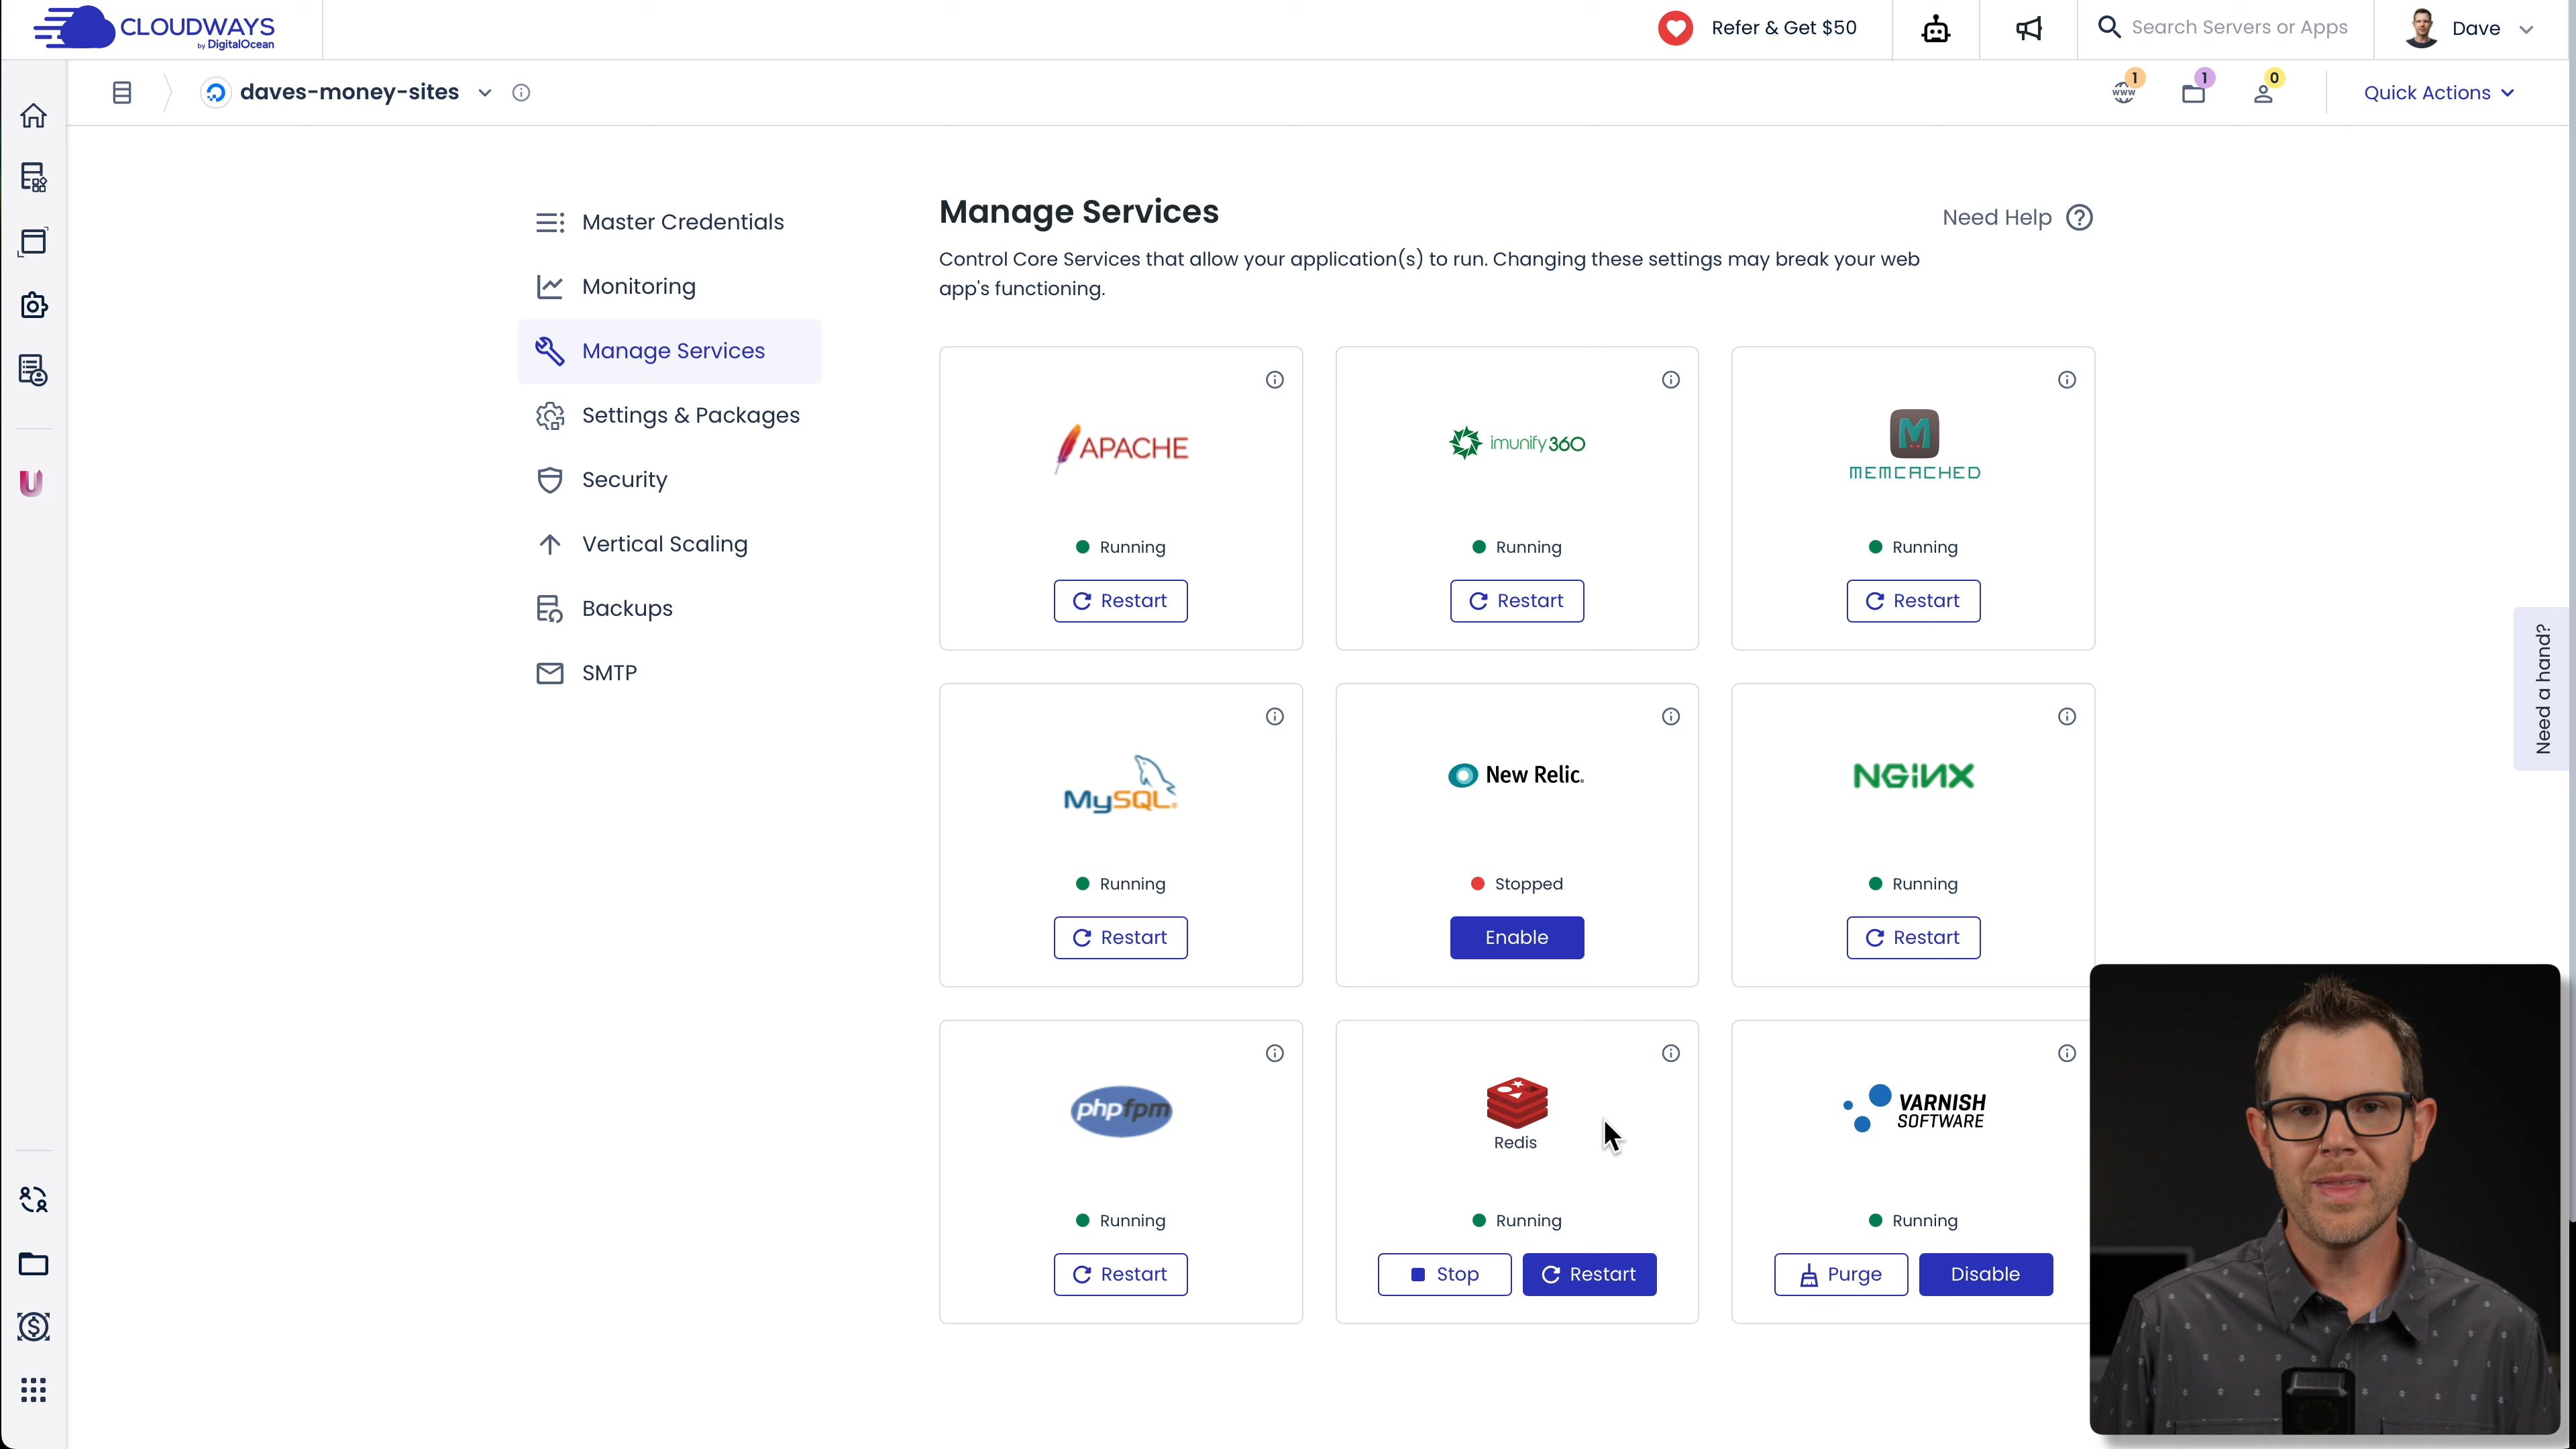 CLOUDWAYS
by DigitalOcean
Refer & Get $50
Search Servers or Apps
Dave
daves-money-sites
1
1
0
Quick Actions
Master Credentials
Monitoring
Manage Services
Settings & Packages
Security
Vertical Scaling
Backups
SMTP
Manage Services
Need Help
Control Core Services that allow your application(s) to run. Changing these settings may break your web
app's functioning.
APACHE
Running
Restart
imunify360
Running
Restart
MEMCACHED
Running
Restart
MySQL
Running
Restart
New Relic.
Stopped
Enable
NGINX
Running
Restart
php fpm
Running
Restart
Redis
Running
Stop
Restart
VARNISH
SOFTWARE
Running
Purge
Disable
Need a hand?